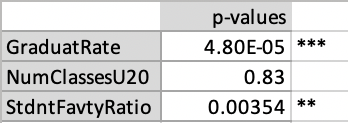 p-values
GraduatRate 4.80E-05 ***
NumClassesU20 0.83
StdntFavtyRatio 0.00354 **